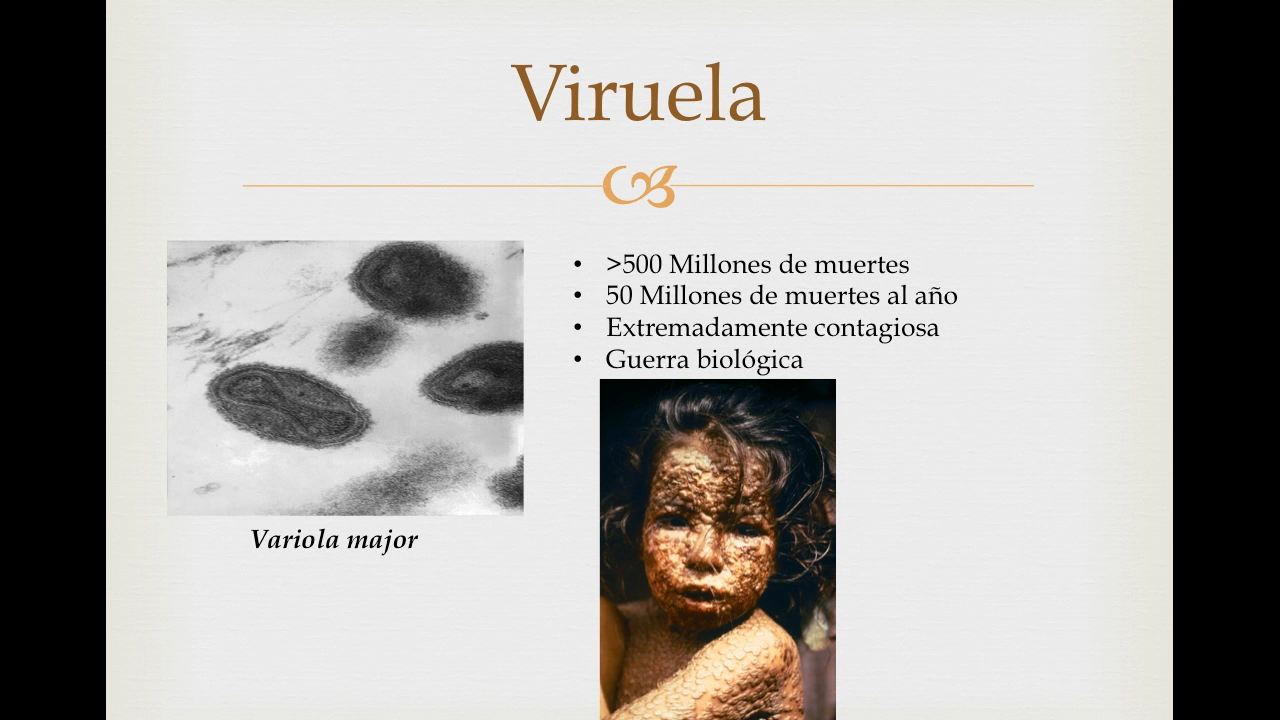 Viruela
• >500 Millones de muertes
• 50 Millones de muertes al año
• Extremadamente contagiosa
• Guerra biológica
Variola major